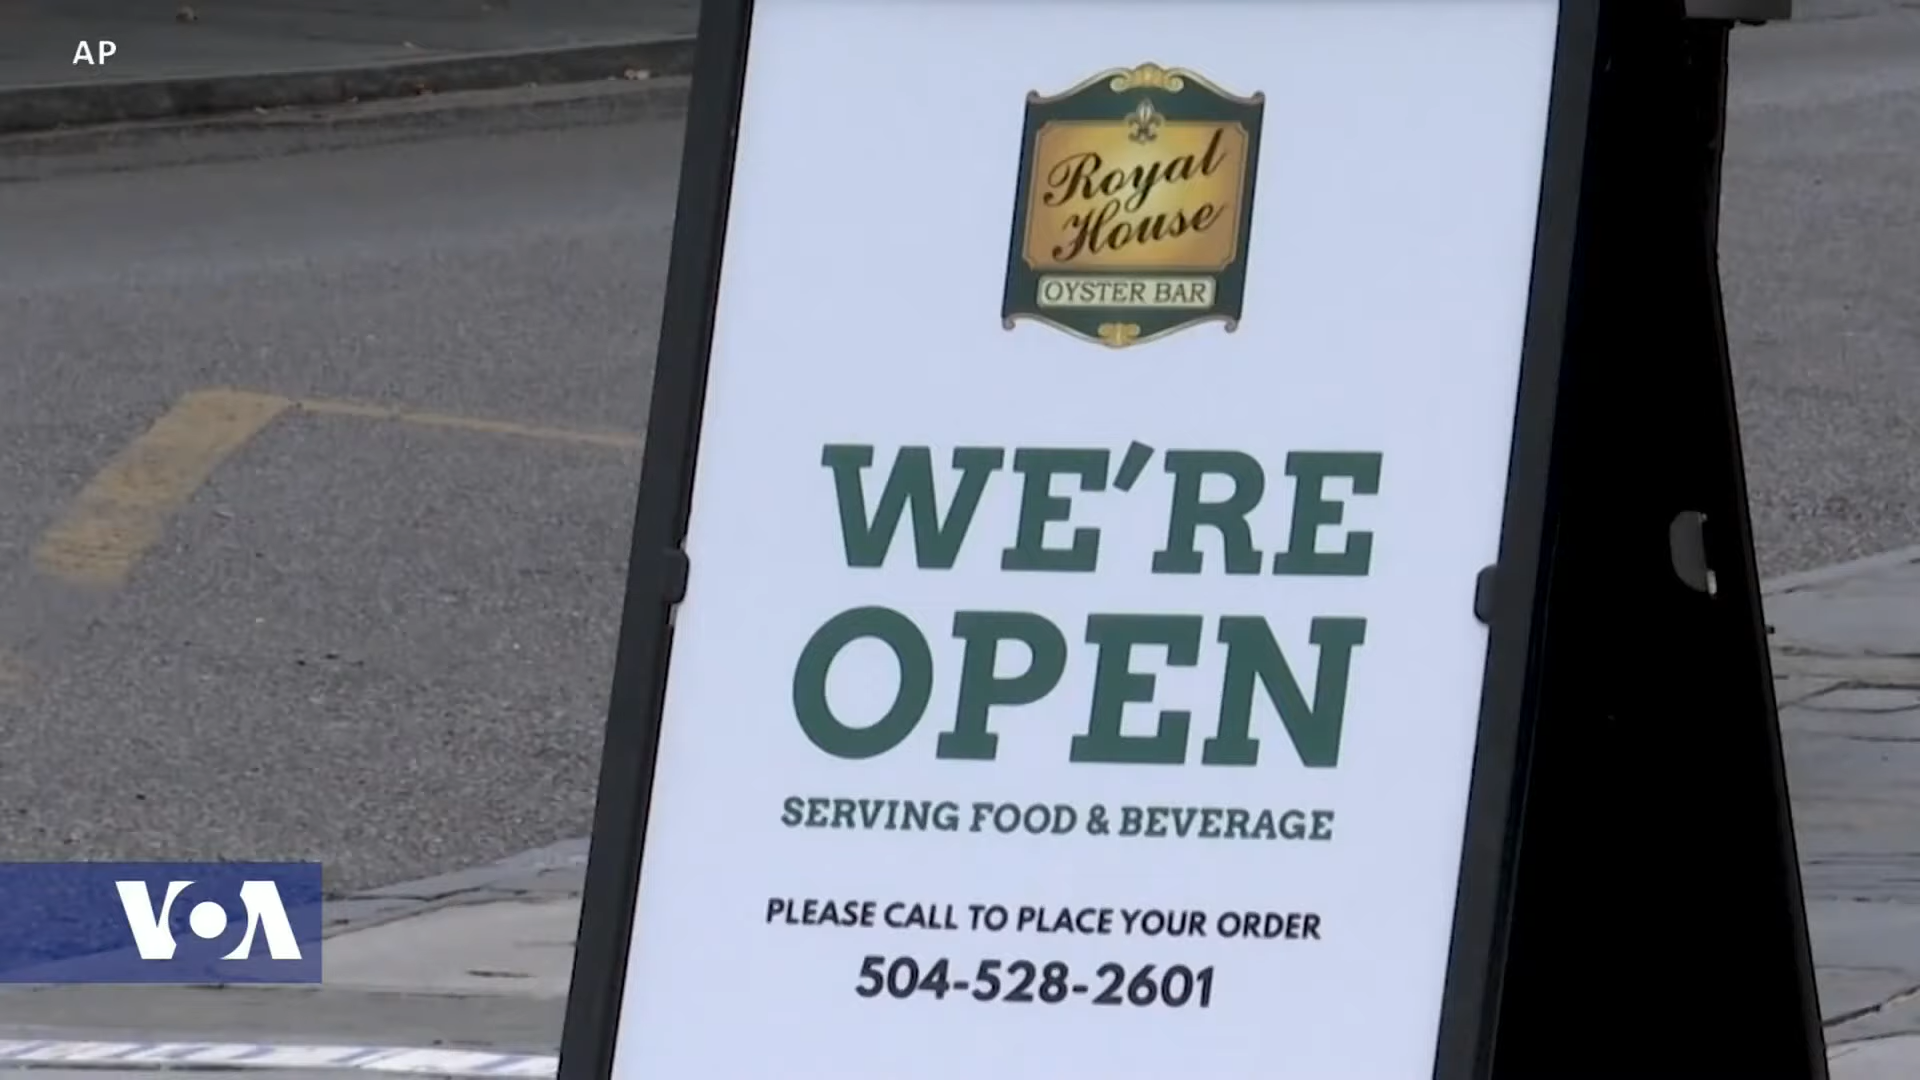 AP
Royal
House
OYSTER BAR
WE'RE
OPEN
SERVING FOOD & BEVERAGE
PLEASE CALL TO PLACE YOUR ORDER
504-528-2601
VOA